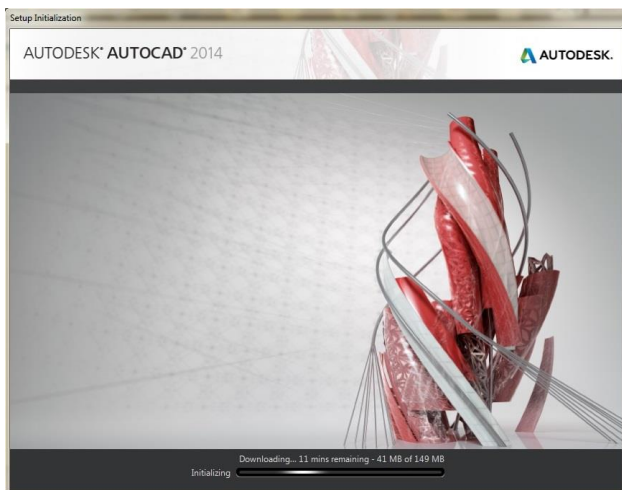 Setup Initialization
AUTODESK® AUTOCAD® 2014
AUTODESK.
Downloading... 11 mins remaining - 41 MB of 149 MB
Initializing